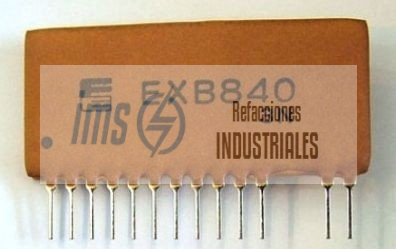 EXB840
ims
Refacciones
INDUSTRIALES